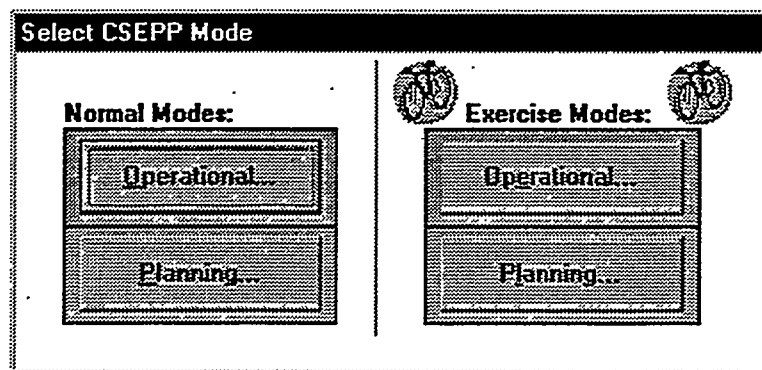 Select CSEPP Mode
Normal Modes:
Operational...
Planning...
Exercise Modes:
Operational...
Planning...